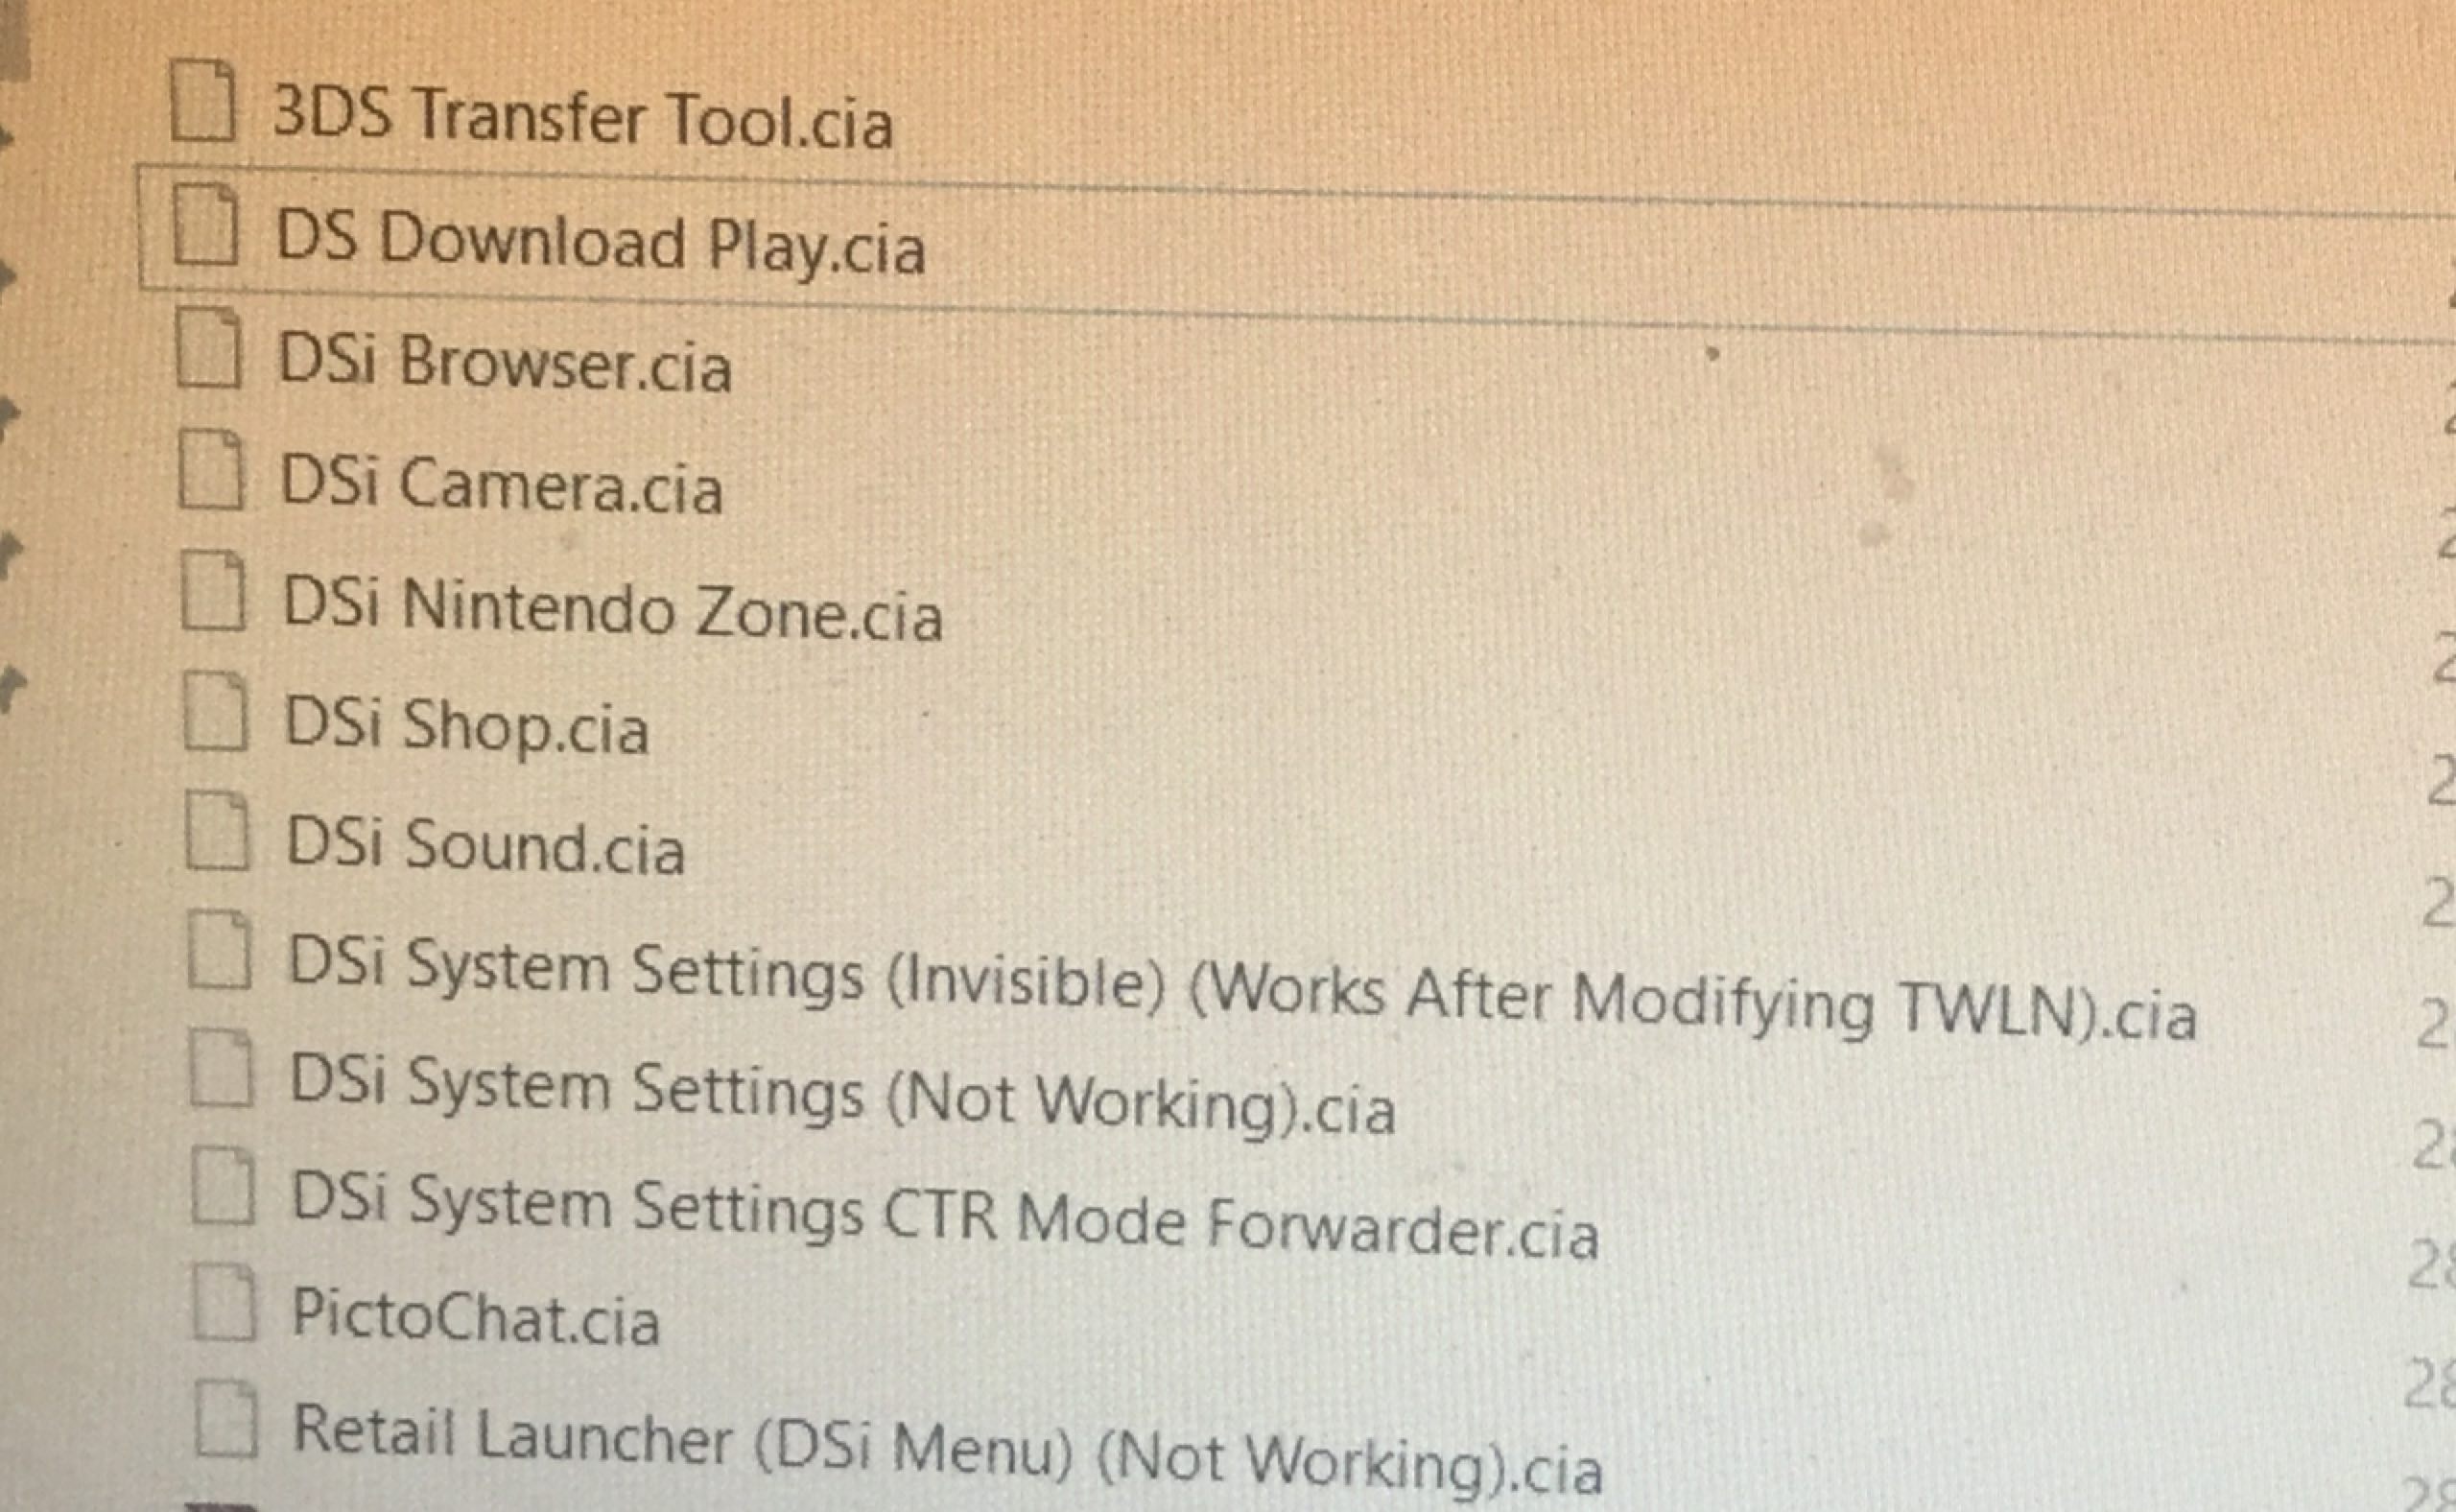 3DS Transfer Tool.cia
DS Download Play.cia
DSi Browser.cia
DSi Camera.cia
DSi Nintendo Zone.cia
DSi Shop.cia
DSi Sound.cia
DSi System Settings (Invisible) (Works After Modifying TWLN).cia
DSi System Settings (Not Working).cia
DSi System Settings CTR Mode Forwarder.cia
PictoChat.cia
Retail Launcher (DSi Menu) (Not Working).cia